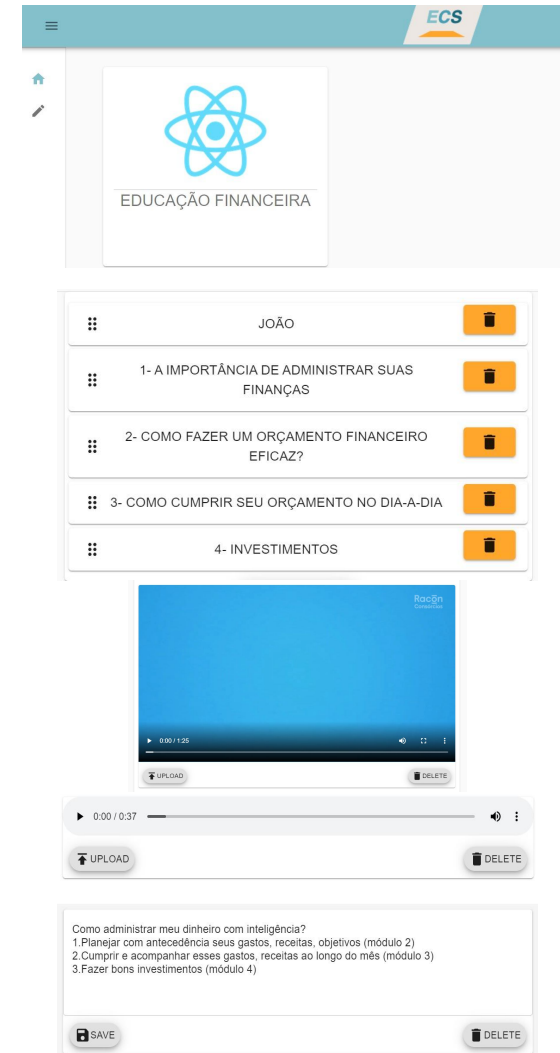 ECS
EDUCAÇÃO FINANCEIRA
JOÃO
1- A IMPORTÂNCIA DE ADMINISTRAR SUAS
FINANÇAS
2- COMO FAZER UM ORÇAMENTO FINANCEIRO
EFICAZ?
3- COMO CUMPRIR SEU ORÇAMENTO NO DIA-A-DIA
4- INVESTIMENTOS
Racon
Consórcios
0:00 / 1:25
UPLOAD DELETE
0:00 / 0:37
UPLOAD DELETE
Como administrar meu dinheiro com inteligência?
1.Planejar com antecedência seus gastos, receitas, objetivos (módulo 2)
2.Cumprir e acompanhar esses gastos, receitas ao longo do mês (módulo 3)
3.Fazer bons investimentos (módulo 4)
SAVE DELETE